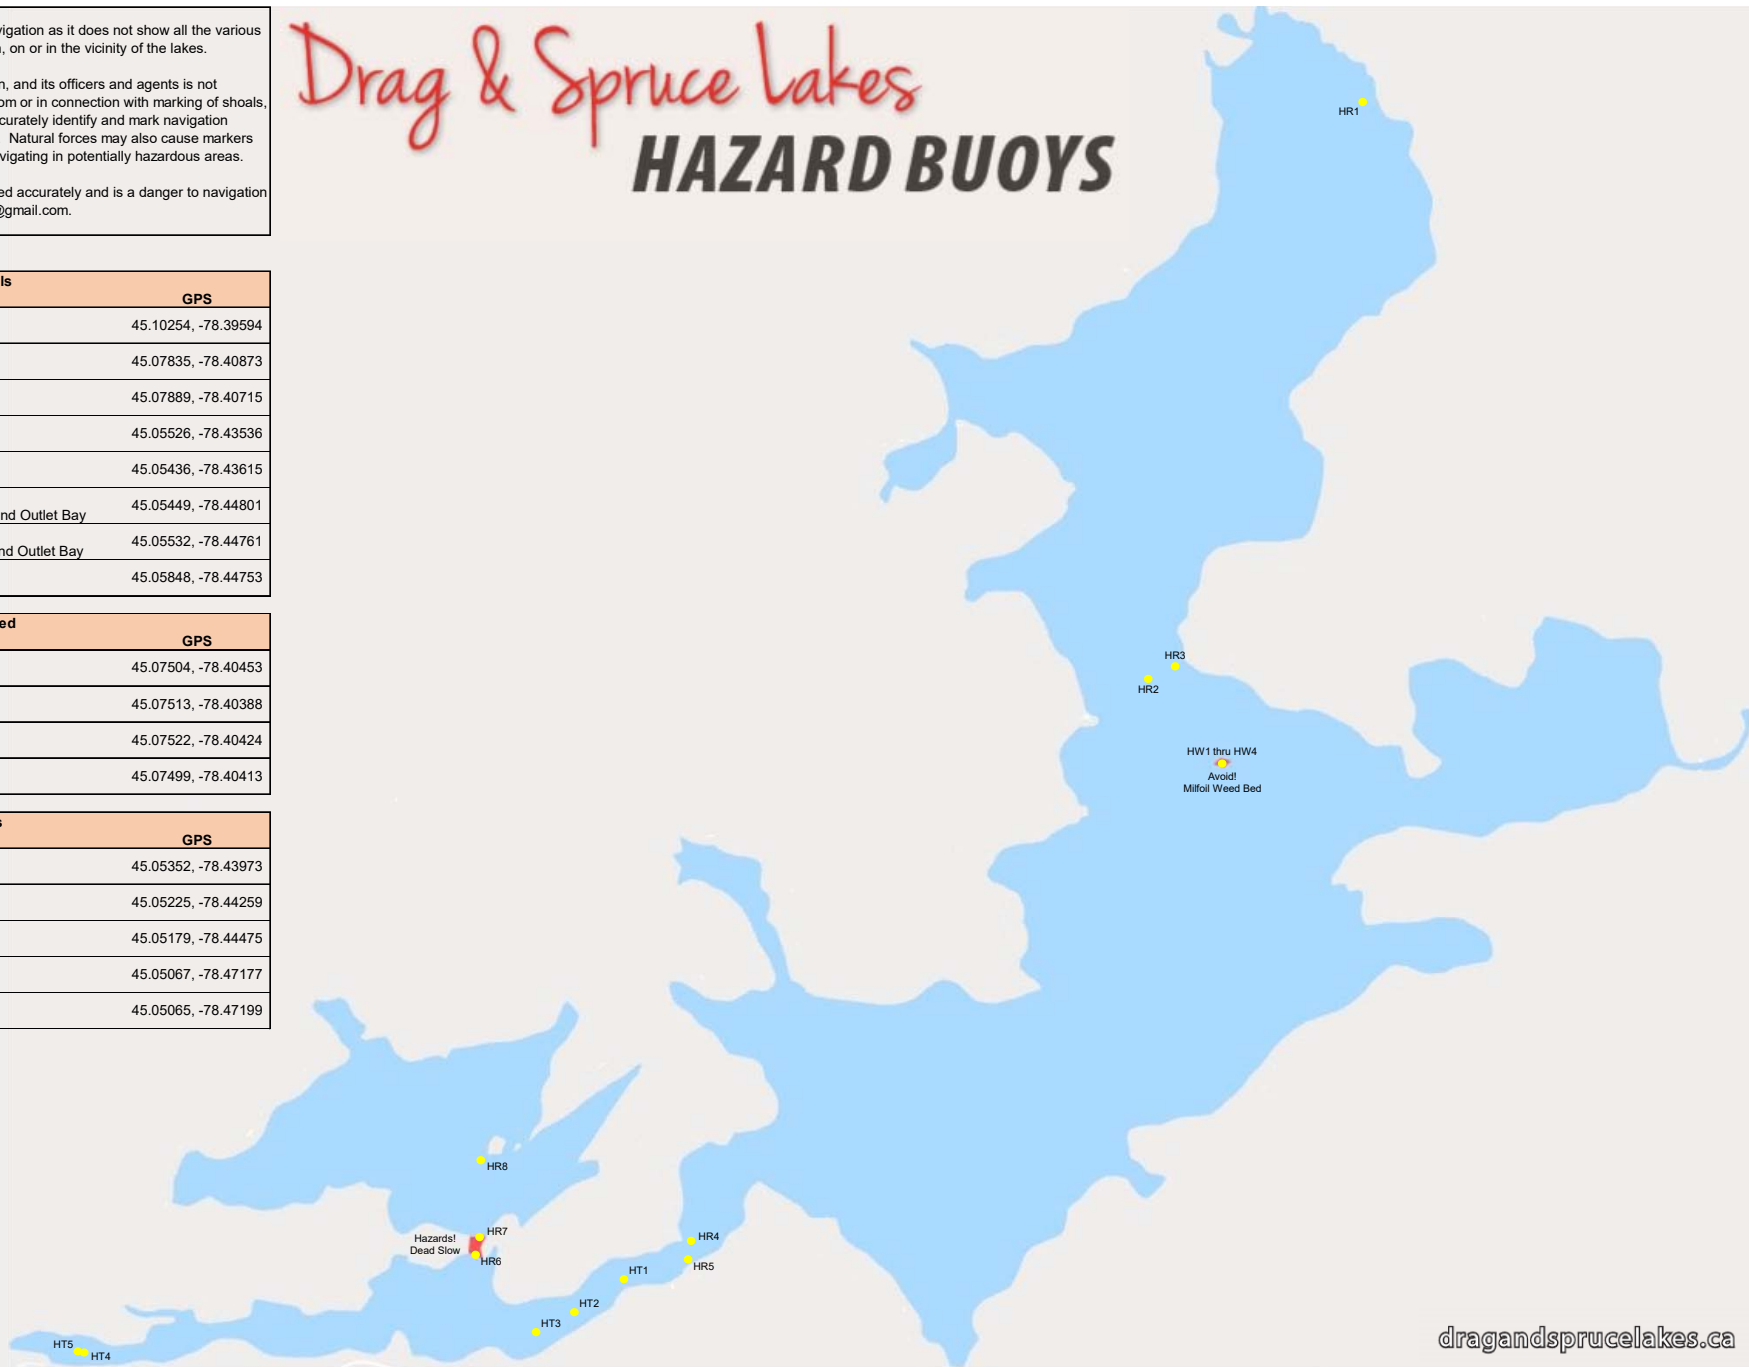 vigation as it does not show all the various
, on or in the vicinity of the lakes.
n, and its officers and agents is not
om or in connection with marking of shoals,
curately identify and mark navigation
Natural forces may also cause markers
vigating in potentially hazardous areas.
ed accurately and is a danger to navigation
@gmail.com.
Drag & Spruce Lakes
HAZARD BUOYS
ls
GPS
45.10254, -78.39594
45.07835, -78.40873
45.07889, -78.40715
45.05526, -78.43536
45.05436, -78.43615
nd Outlet Bay 45.05449, -78.44801
nd Outlet Bay 45.05532, -78.44761
45.05848, -78.44753
ed
GPS
45.07504, -78.40453
45.07513, -78.40388
45.07522, -78.40424
45.07499, -78.40413
s
GPS
45.05352, -78.43973
45.05225, -78.44259
45.05179, -78.44475
45.05067, -78.47177
45.05065, -78.47199
HR1
HR3
HR2
HW1 thru HW4
Avoid!
Milfoil Weed Bed
HR8
HR7
Hazards!
Dead Slow
HR6
HR4
HR5
HT1
HT2
HT3
HT5
HT4
dragandsprucelakes.ca